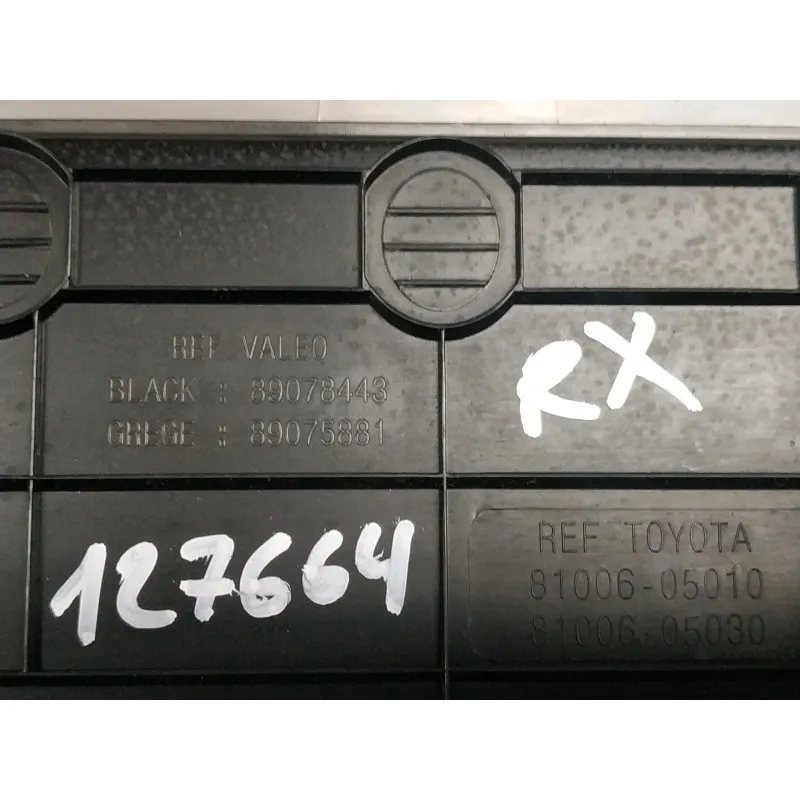 REF VALEO
BLACK : 89078443
GREGE : 89075881
RX
127664
REF TOYOTA
81006-05010
81006-05030